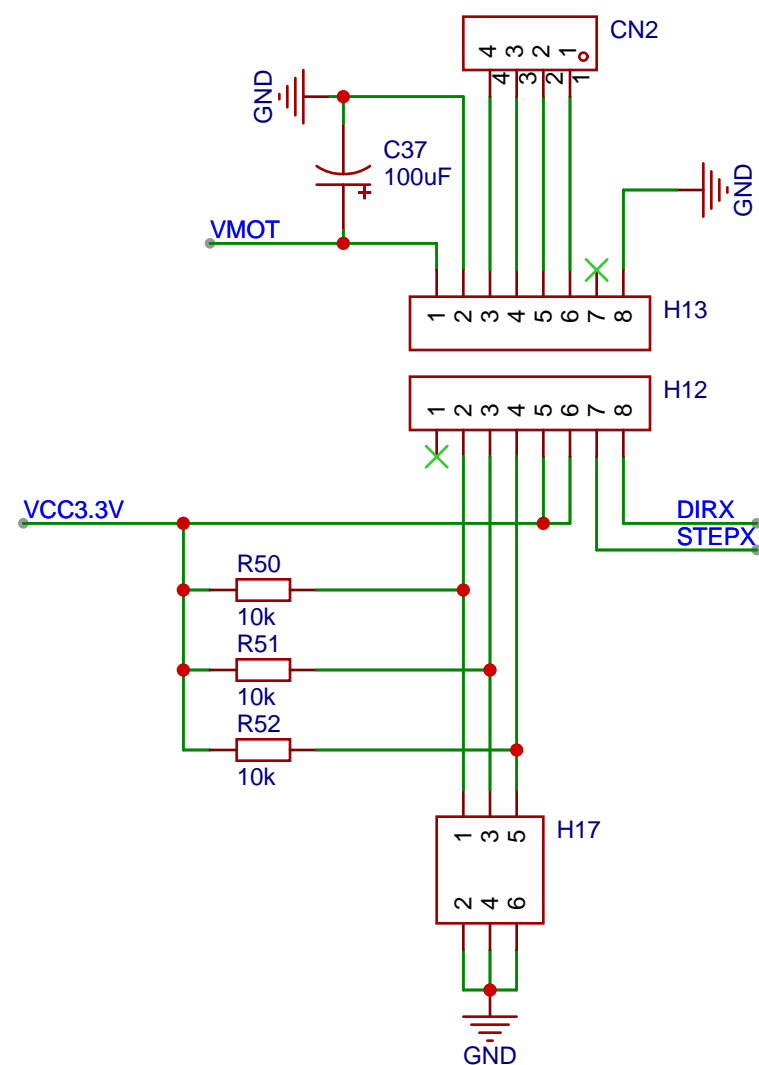 CN2
4 3 2 1
4 3 2 1
GND
C37
100uF
GND
VMOT
H13
1 2 3 4 5 6 7 8
H12
1 2 3 4 5 6 7 8
VCC3.3V
DIRX
STEPX
R50
10k
R51
10k
R52
10k
H17
1 3 5
2 4 6
GND